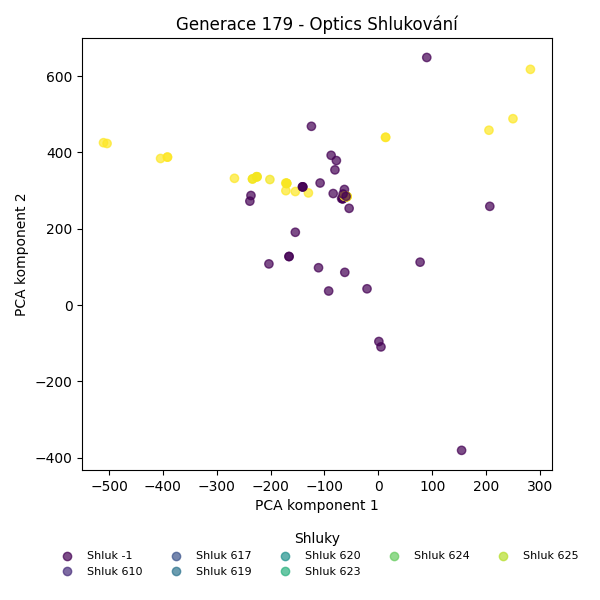 Generace 179 - Optics Shlukování
PCA komponent 2
600
400
200
0
−200
−400
−500 −400 −300 −200 −100 0 100 200 300
PCA komponent 1
Shluky
Shluk -1 Shluk 617 Shluk 620 Shluk 624 Shluk 625
Shluk 610 Shluk 619 Shluk 623